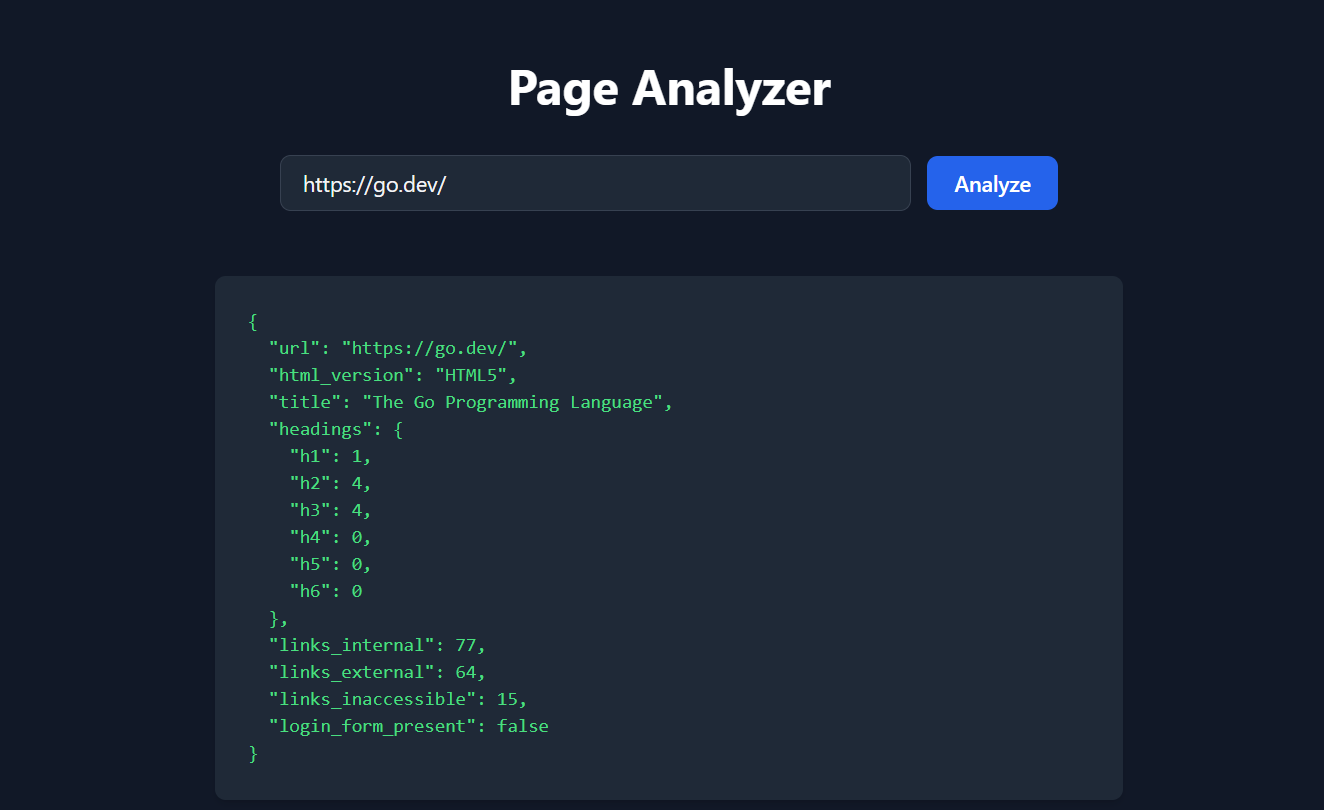 Page Analyzer
https://go.dev/
Analyze
{
  "url": "https://go.dev/",
  "html_version": "HTML5",
  "title": "The Go Programming Language",
  "headings": {
    "h1": 1,
    "h2": 4,
    "h3": 4,
    "h4": 0,
    "h5": 0,
    "h6": 0
  },
  "links_internal": 77,
  "links_external": 64,
  "links_inaccessible": 15,
  "login_form_present": false
}